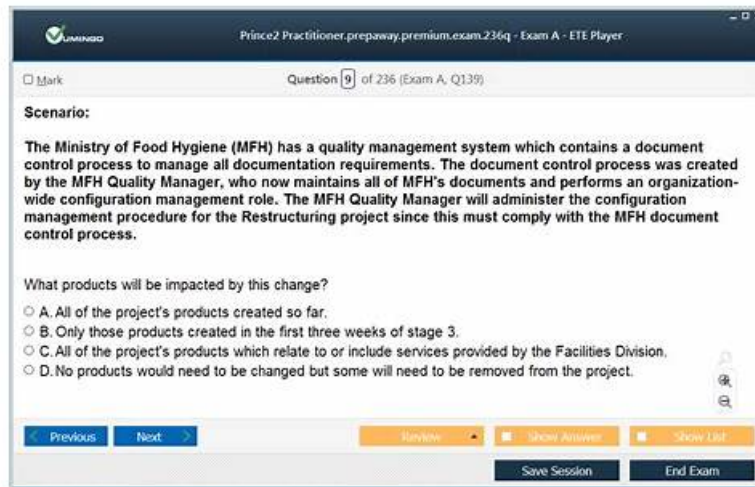 VUMINGO
Prince2 Practitioner.prepaway.premium.exam.236q - Exam A - ETE Player
Mark
Question 9 of 236 (Exam A, Q139)
Scenario:
The Ministry of Food Hygiene (MFH) has a quality management system which contains a document
control process to manage all documentation requirements. The document control process was created
by the MFH Quality Manager, who now maintains all of MFH's documents and performs an organization-
wide configuration management role. The MFH Quality Manager will administer the configuration
management procedure for the Restructuring project since this must comply with the MFH document
control process.
What products will be impacted by this change?
A. All of the project's products created so far.
B. Only those products created in the first three weeks of stage 3.
C. All of the project's products which relate to or include services provided by the Facilities Division.
D. No products would need to be changed but some will need to be removed from the project.
Previous Next Review Show Answer Show List
Save Session End Exam